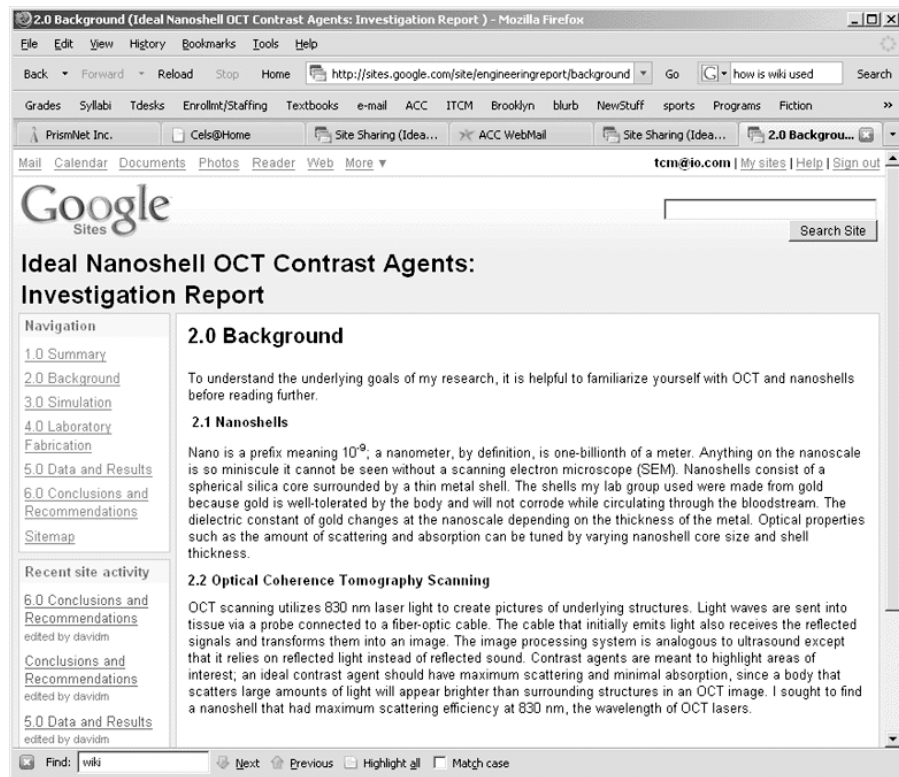 2.0 Background (Ideal Nanoshell OCT Contrast Agents: Investigation Report ) - Mozilla Firefox
File Edit View History Bookmarks Tools Help
Back Forward Reload Stop Home http://sites.google.com/site/engineeringreport/background Go G how is wiki used Search
Grades Syllabi Tdesks Enrollmt/Staffing Textbooks e-mail ACC ITCM Brooklyn blurb NewStuff sports Programs Fiction »
PrismNet Inc. Cels@Home Site Sharing (Idea... ACC WebMail Site Sharing (Idea... 2.0 Backgrou...
Mail Calendar Documents Photos Reader Web More ▼ tcm@io.com | My sites | Help | Sign out
Google
Sites
Search Site
Ideal Nanoshell OCT Contrast Agents:
Investigation Report
Navigation
1.0 Summary
2.0 Background
3.0 Simulation
4.0 Laboratory
Fabrication
5.0 Data and Results
6.0 Conclusions and
Recommendations
Sitemap
Recent site activity
6.0 Conclusions and
Recommendations
edited by davidm
Conclusions and
Recommendations
edited by davidm
5.0 Data and Results
edited by davidm
2.0 Background
To understand the underlying goals of my research, it is helpful to familiarize yourself with OCT and nanoshells
before reading further.
2.1 Nanoshells
Nano is a prefix meaning 10⁻⁹; a nanometer, by definition, is one-billionth of a meter. Anything on the nanoscale
is so miniscule it cannot be seen without a scanning electron microscope (SEM). Nanoshells consist of a
spherical silica core surrounded by a thin metal shell. The shells my lab group used were made from gold
because gold is well-tolerated by the body and will not corrode while circulating through the bloodstream. The
dielectric constant of gold changes at the nanoscale depending on the thickness of the metal. Optical properties
such as the amount of scattering and absorption can be tuned by varying nanoshell core size and shell
thickness.
2.2 Optical Coherence Tomography Scanning
OCT scanning utilizes 830 nm laser light to create pictures of underlying structures. Light waves are sent into
tissue via a probe connected to a fiber-optic cable. The cable that initially emits light also receives the reflected
signals and transforms them into an image. The image processing system is analogous to ultrasound except
that it relies on reflected light instead of reflected sound. Contrast agents are meant to highlight areas of
interest; an ideal contrast agent should have maximum scattering and minimal absorption, since a body that
scatters large amounts of light will appear brighter than surrounding structures in an OCT image. I sought to find
a nanoshell that had maximum scattering efficiency at 830 nm, the wavelength of OCT lasers.
Find: wiki Next Previous Highlight all Match case